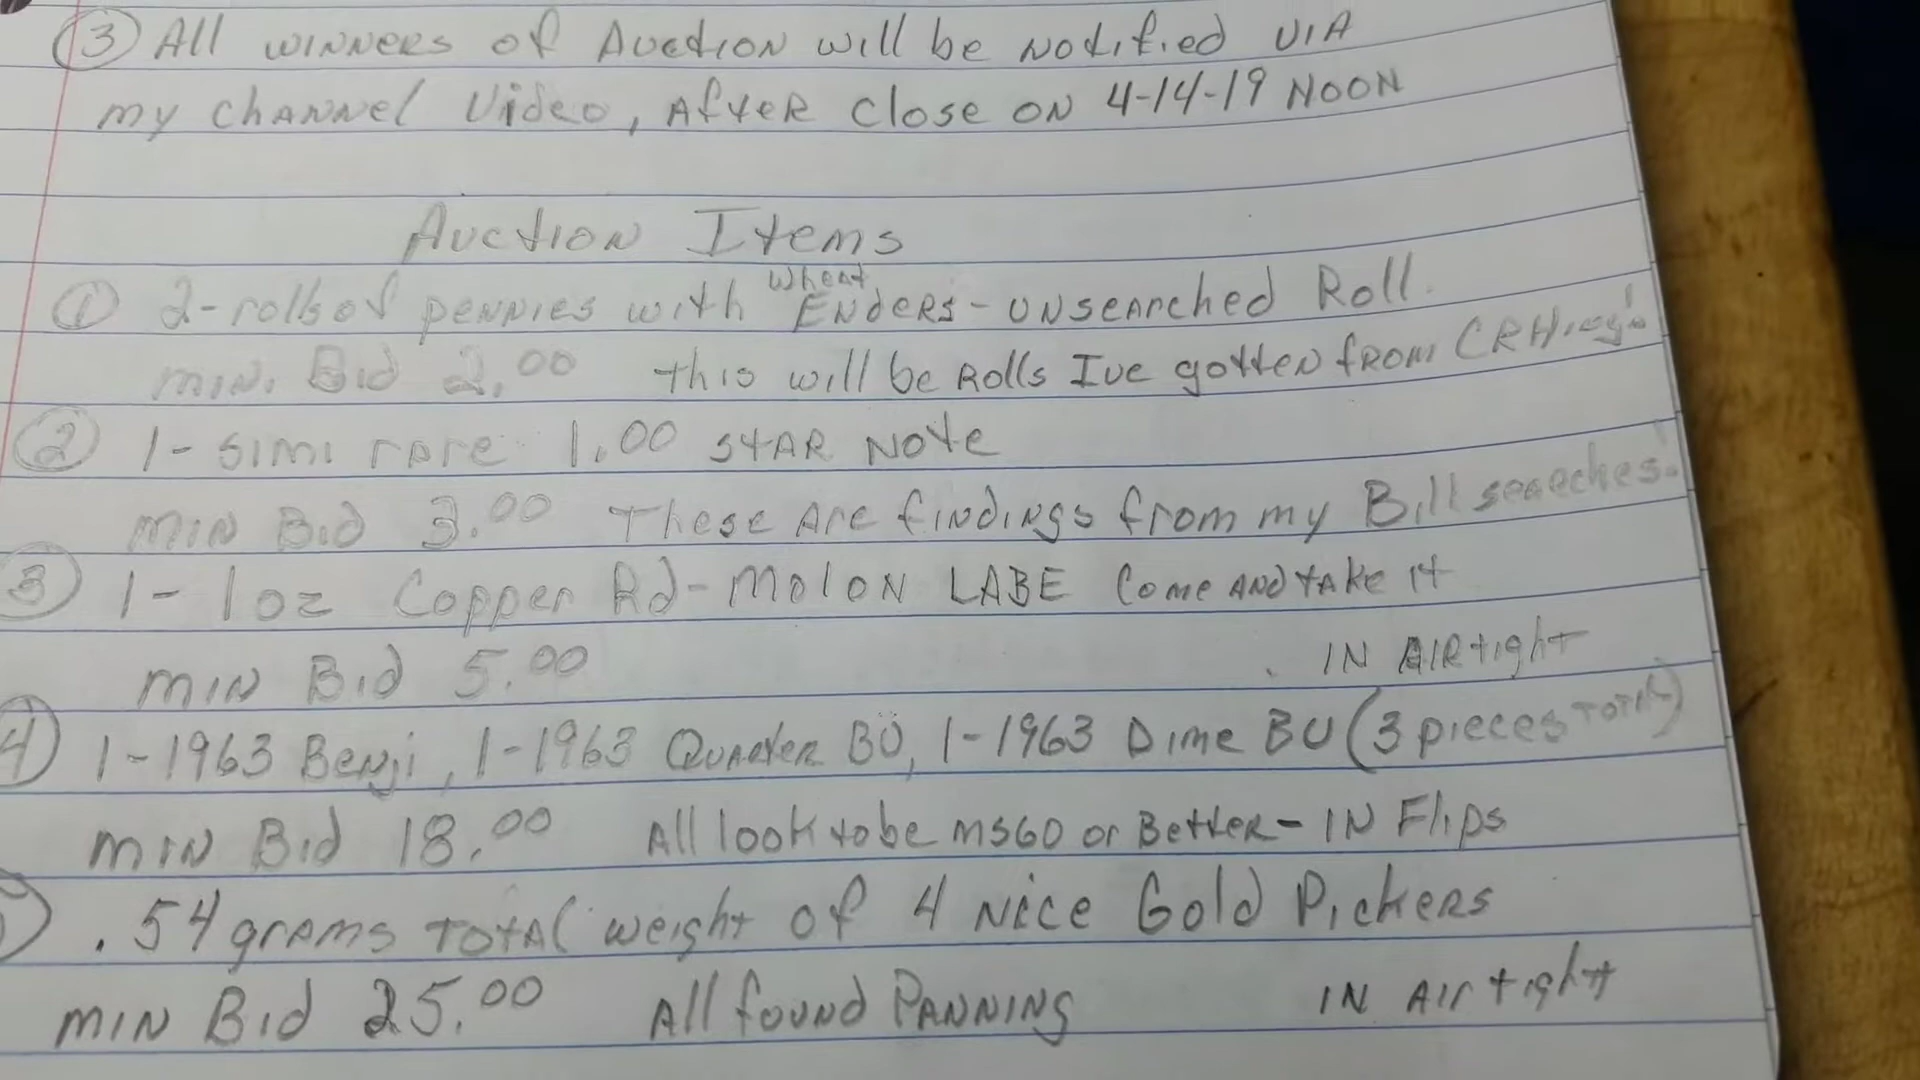 ③ All winners of Auction will be notified via
my channel Video, After close on 4-14-19 NOON
Auction Items
① 2-rolls of pennies with Wheat Enders - unsearched Roll.
min. Bid 2.00 this will be Rolls Ive gotten from CRH-ing!
② 1- simi rare 1.00 STAR Note
min Bid 3.00 These Are findings from my Bill seaeches.
③ 1- 1oz Copper Rd- Molon LABE Come AND take it
min Bid 5.00 . IN AIRtight
④ 1-1963 Benji, 1-1963 Quarter BU, 1-1963 Dime BU (3 pieces Total)
min Bid 18.00 All look to be ms60 or Better - IN Flips
.54 grams Total weight of 4 Nice Gold Pickers
min Bid 25.00 All found Panning IN Air tight